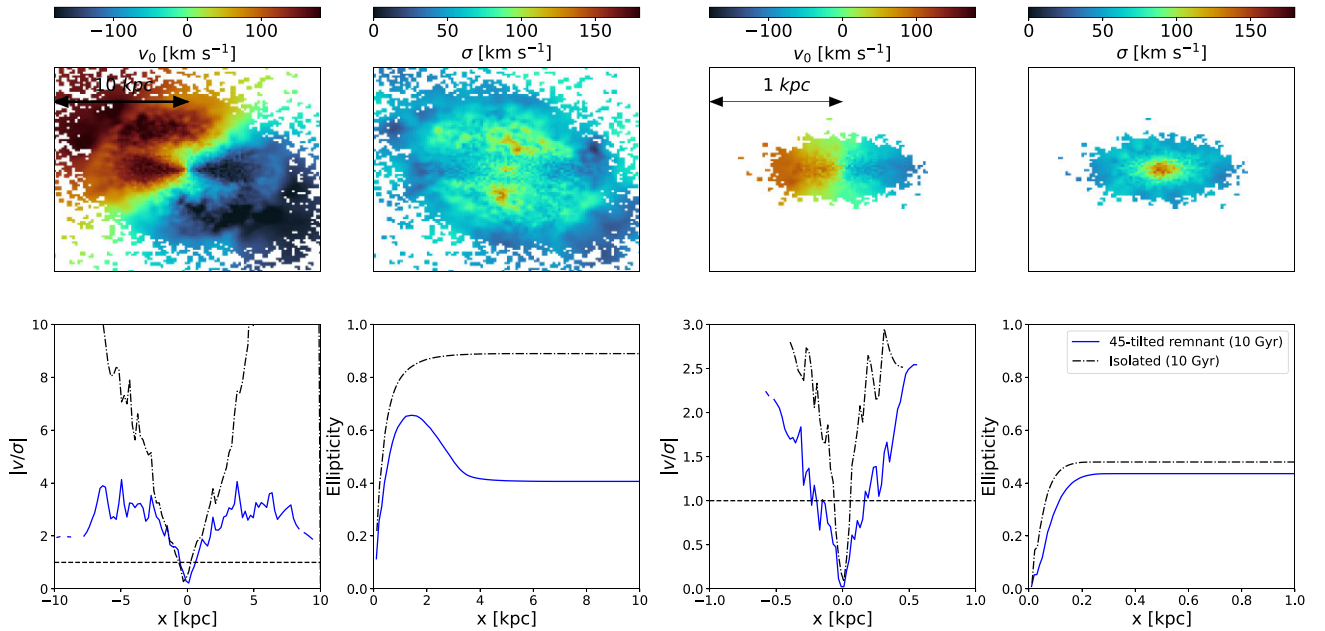 −100 0 100
v₀ [km s⁻¹]
0 50 100 150
σ [km s⁻¹]
−100 0 100
v₀ [km s⁻¹]
0 50 100 150
σ [km s⁻¹]
10 kpc
1 kpc
|v/σ|
0 2 4 6 8 10
−10 −5 0 5 10
x [kpc]
Ellipticity
0.0 0.2 0.4 0.6 0.8 1.0
0 2 4 6 8 10
x [kpc]
|v/σ|
0.0 0.5 1.0 1.5 2.0 2.5 3.0
−1.0 −0.5 0.0 0.5 1.0
x [kpc]
Ellipticity
0.0 0.2 0.4 0.6 0.8 1.0
45-tilted remnant (10 Gyr)
Isolated (10 Gyr)
0.0 0.2 0.4 0.6 0.8 1.0
x [kpc]